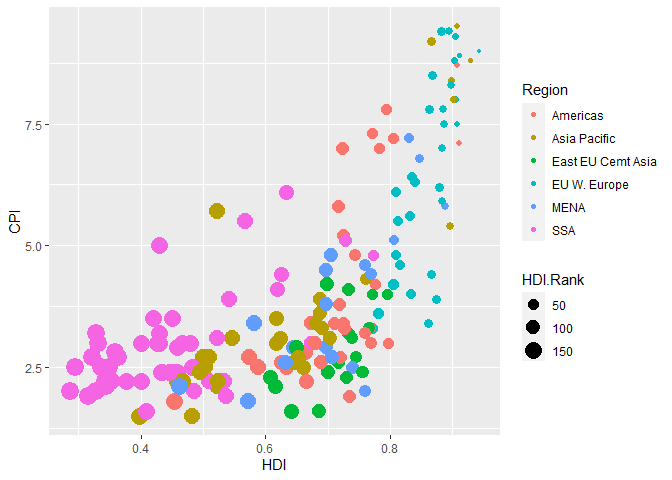 7.5
5.0
2.5
CPI
0.4
0.6
0.8
HDI
Region
Americas
Asia Pacific
East EU Cemt Asia
EU W. Europe
MENA
SSA
HDI.Rank
50
100
150